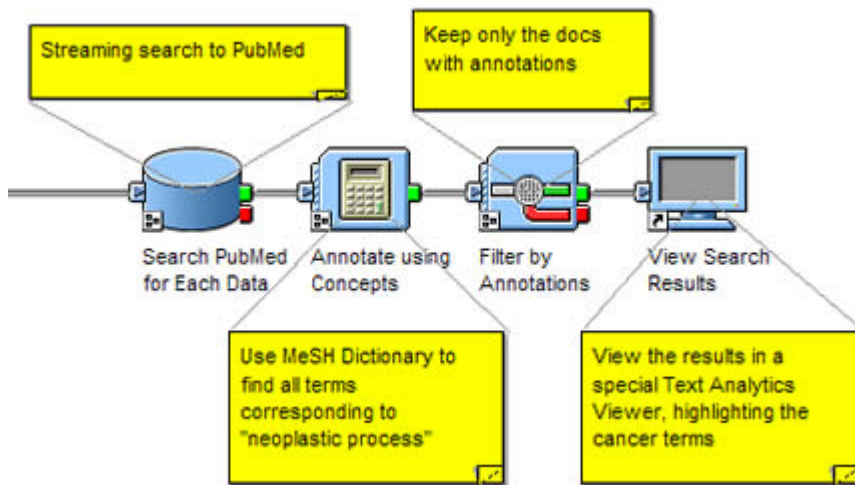 Streaming search to PubMed
Keep only the docs
with annotations
Search PubMed
for Each Data
Annotate using
Concepts
Filter by
Annotations
View Search
Results
Use MeSH Dictionary to
find all terms
corresponding to
"neoplastic process"
View the results in a
special Text Analytics
Viewer, highlighting the
cancer terms